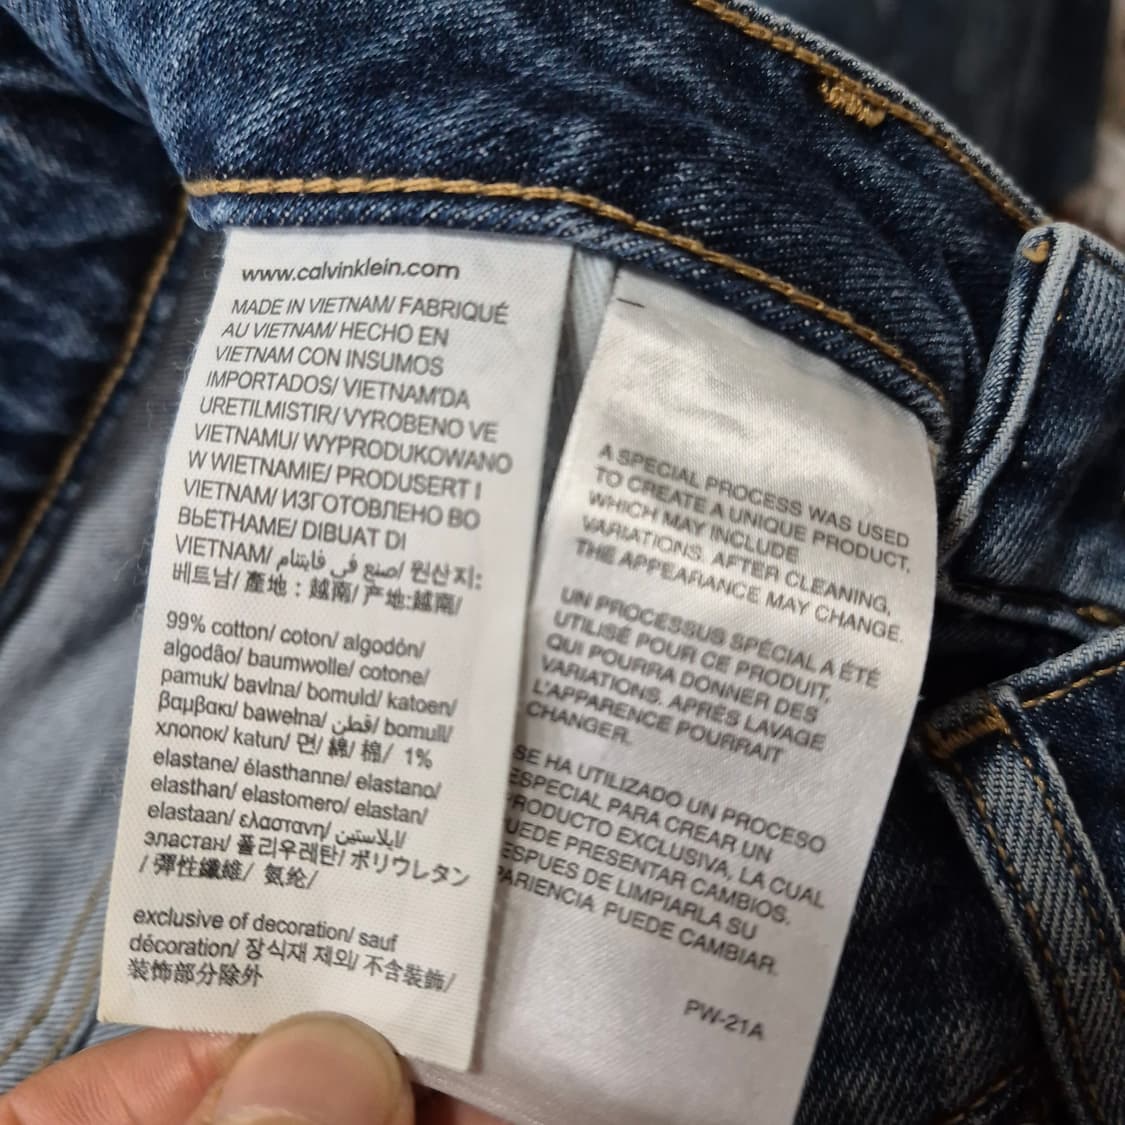 www.calvinklein.com
MADE IN VIETNAM/ FABRIQUÉ
AU VIETNAM/ HECHO EN
VIETNAM CON INSUMOS
IMPORTADOS/ VIETNAM'DA
URETILMISTIR/ VYROBENO VE
VIETNAMU/ WYPRODUKOWANO
W WIETNAMIE/ PRODUSERT I
VIETNAM/ ИЗГОТОВЛЕНО ВО
ВЬЕТНАМЕ/ DIBUAT DI
VIETNAM/ صنع في فايتنام/ 원산지:
베트남/ 產地：越南/ 产地:越南/
99% cotton/ coton/ algodón/
algodão/ baumwolle/ cotone/
pamuk/ bavlna/ bomuld/ katoen/
βαμβακι/ bawełna/ قطن/ bomull/
хлопок/ katun/ 면/ 綿/ 棉/ 1%
elastane/ élasthanne/ elastano/
elasthan/ elastomero/ elastan/
elastaan/ ελαστανη/ ايلاستين/
эластан/ 폴리우레탄/ ポリウレタン
/ 彈性纖維/ 氨纶/
exclusive of decoration/ sauf
décoration/ 장식재 제외/ 不含裝飾/
装饰部分除外
A SPECIAL PROCESS WAS USED
TO CREATE A UNIQUE PRODUCT,
WHICH MAY INCLUDE
VARIATIONS. AFTER CLEANING,
THE APPEARANCE MAY CHANGE.
UN PROCESSUS SPÉCIAL A ÉTÉ
UTILISÉ POUR CE PRODUIT,
QUI POURRA DONNER DES
VARIATIONS. APRÈS LAVAGE
L'APPARENCE POURRAIT
CHANGER.
SE HA UTILIZADO UN PROCESO
ESPECIAL PARA CREAR UN
RODUCTO EXCLUSIVA, LA CUAL
UEDE PRESENTAR CAMBIOS.
ESPUES DE LIMPIARLA SU
PARIENCIA PUEDE CAMBIAR.
PW-21A